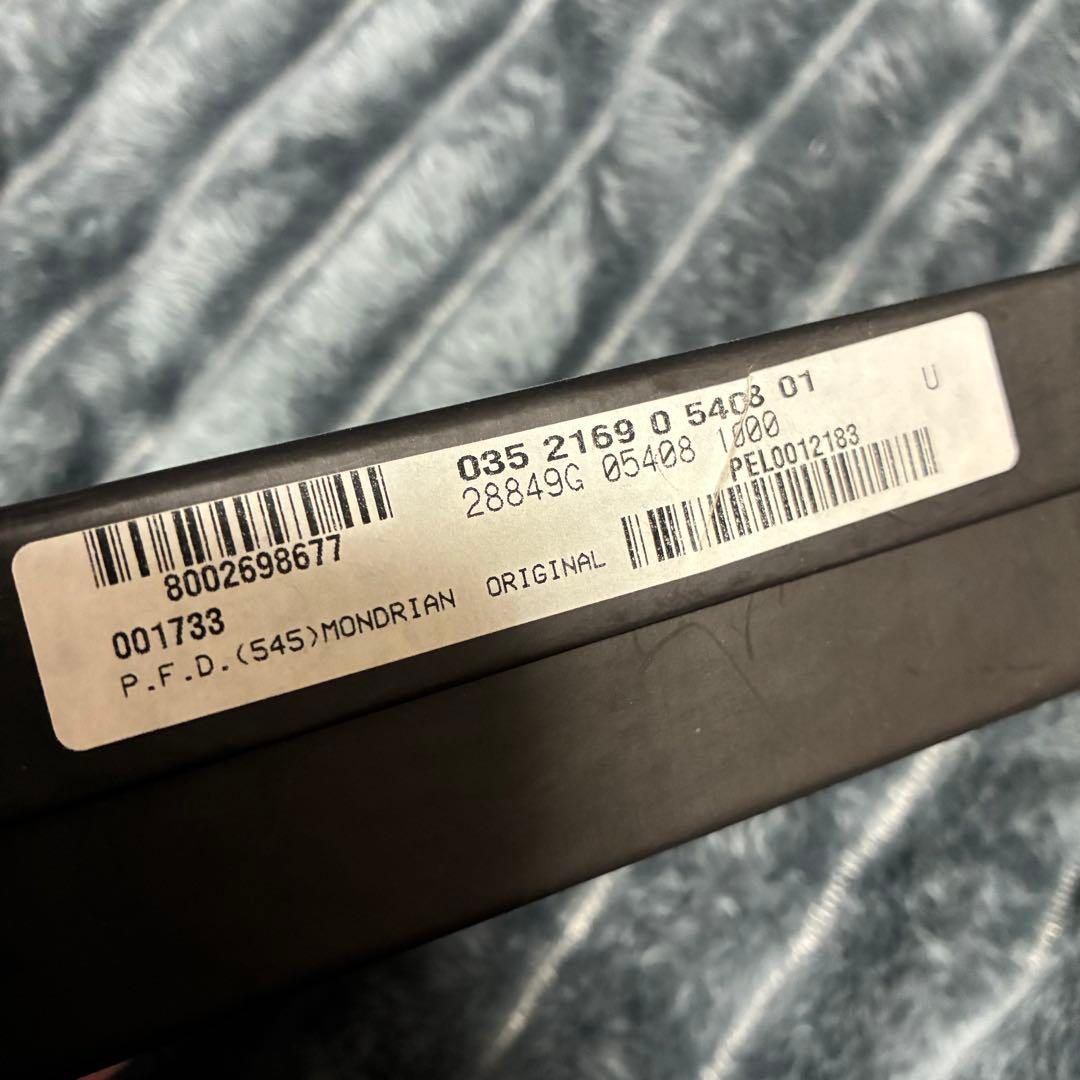 035 2169 0 5408 01
U
28849G 05408 1000
8002698677
PEL0012183
001733
P.F.D.(545)MONDRIAN ORIGINAL